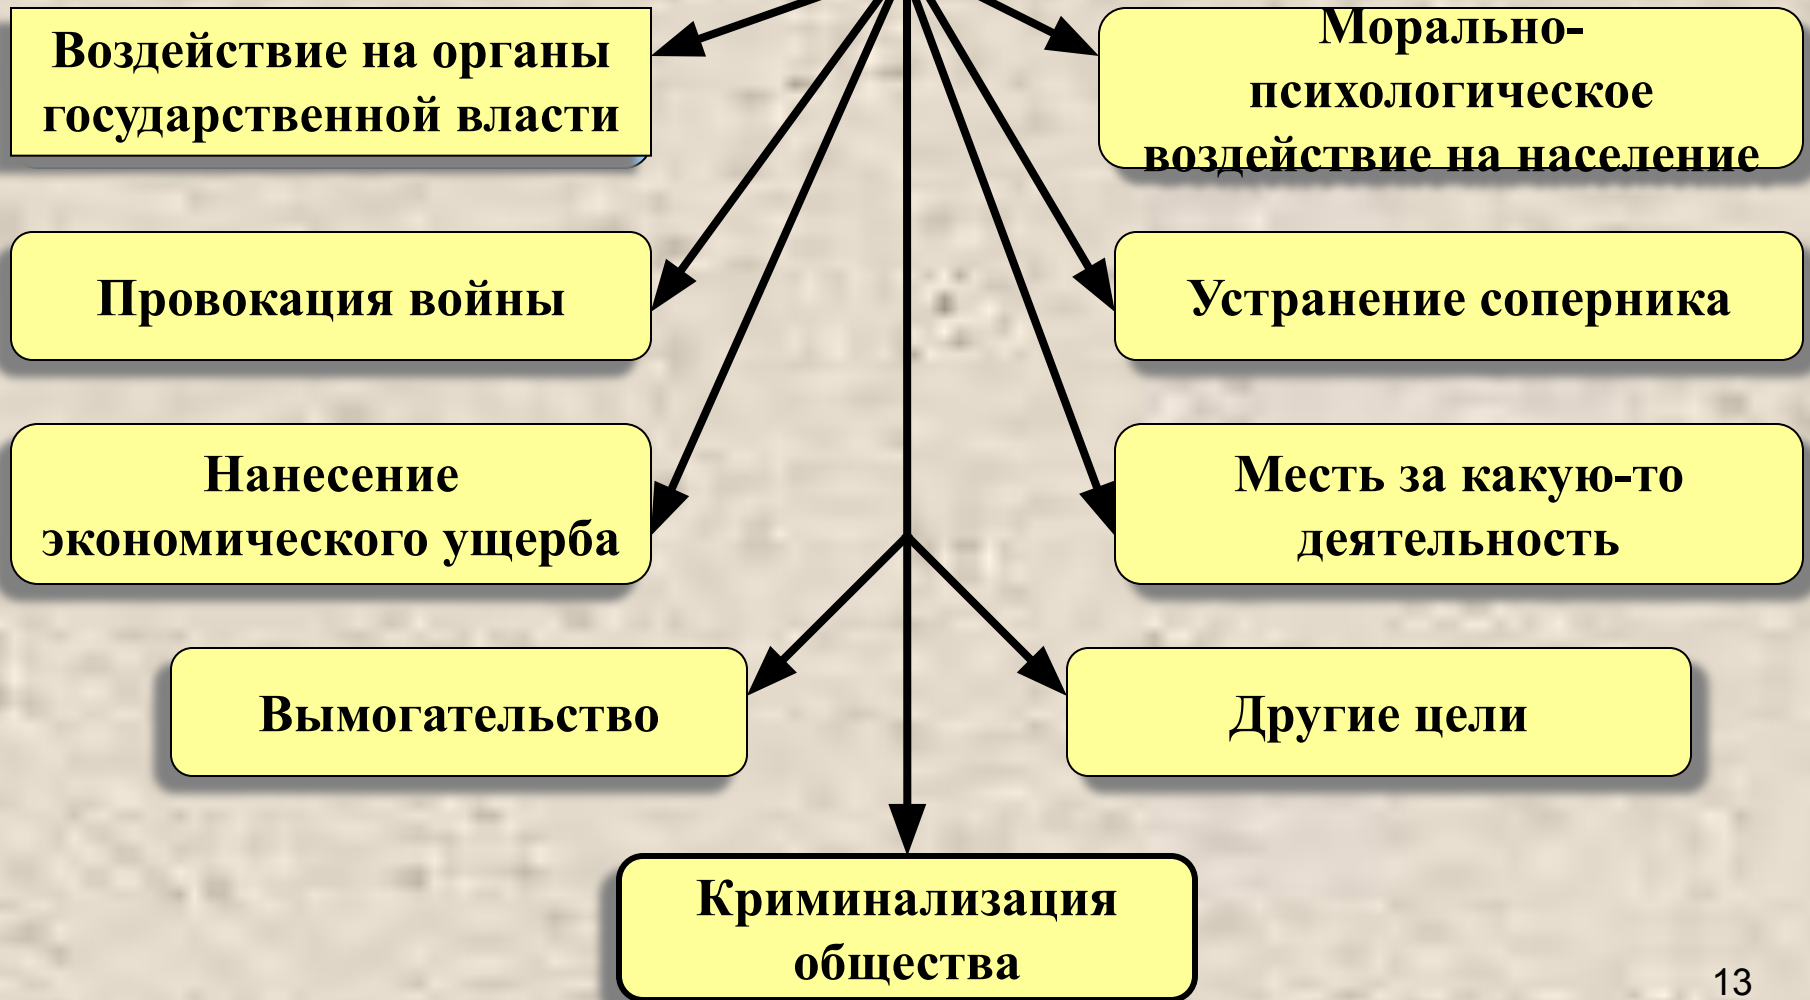 Воздействие на органы
государственной власти
Морально-
психологическое
воздействие на население
Провокация войны
Устранение соперника
Нанесение
экономического ущерба
Месть за какую-то
деятельность
Вымогательство
Другие цели
Криминализация
общества
13